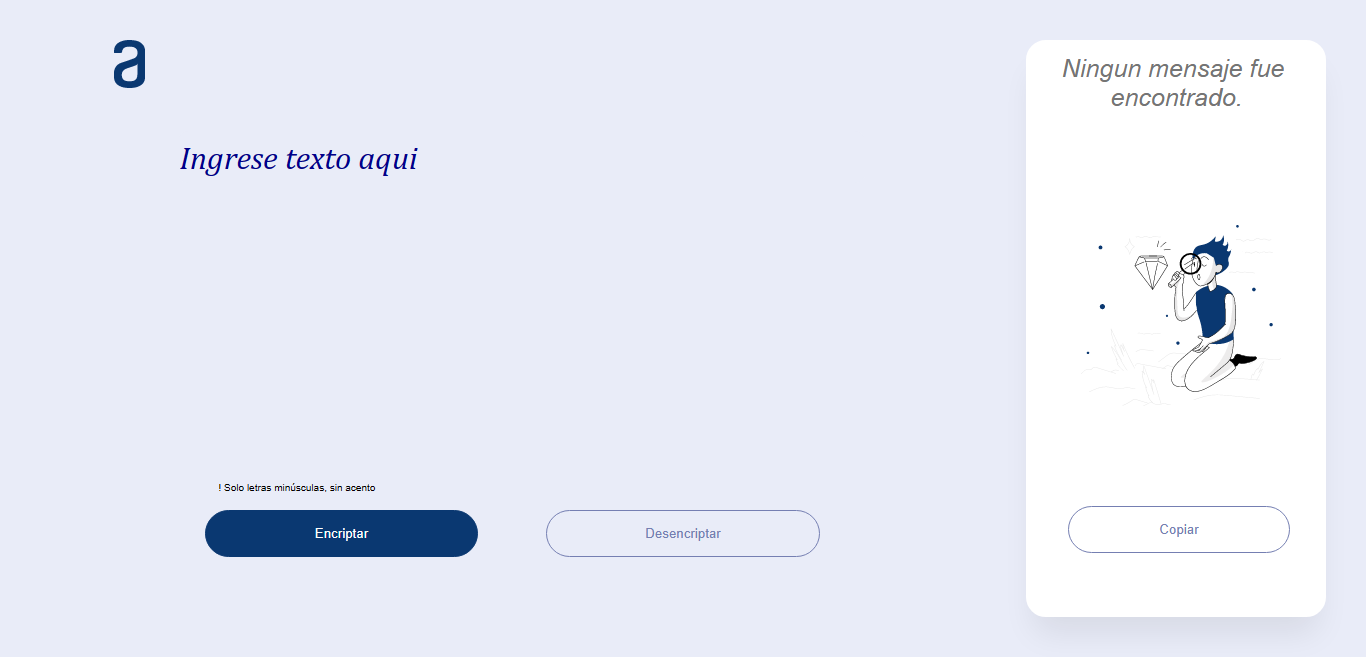 a
Ingrese texto aqui
! Solo letras minúsculas, sin acento
Encriptar
Desencriptar
Ningun mensaje fue
encontrado.
Copiar